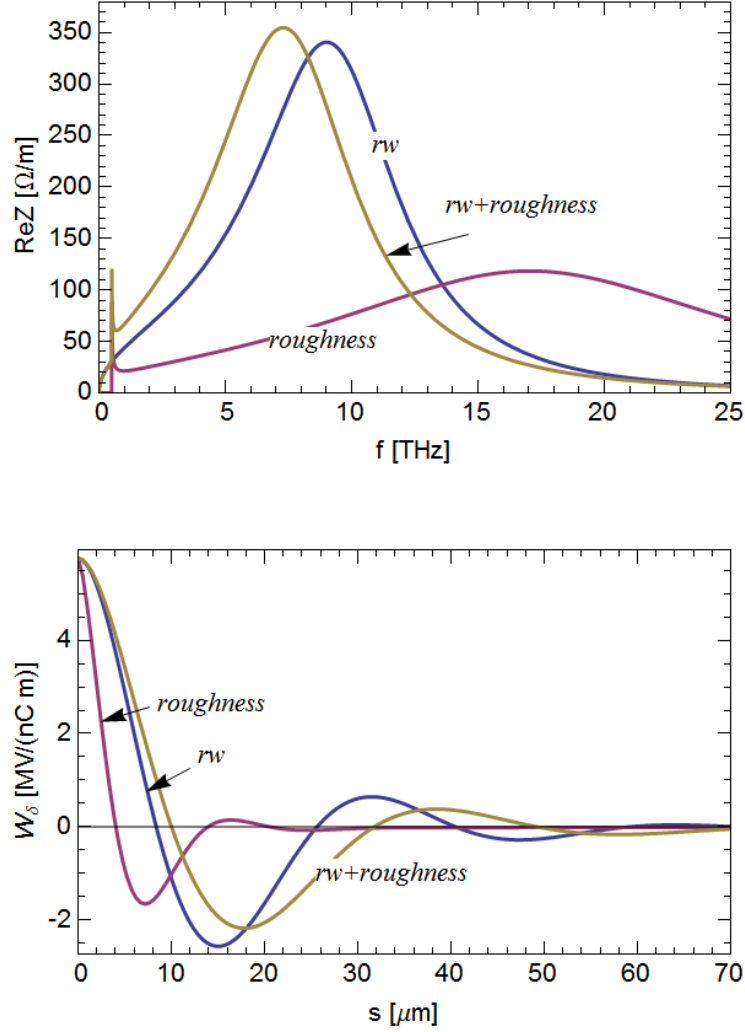 350
300
250
200
150
100
50
0
ReZ [Ω/m]
rw
rw+roughness
roughness
0 5 10 15 20 25
f [THz]
4
2
0
-2
W_δ [MV/(nC m)]
roughness
rw
rw+roughness
0 10 20 30 40 50 60 70
s [μm]